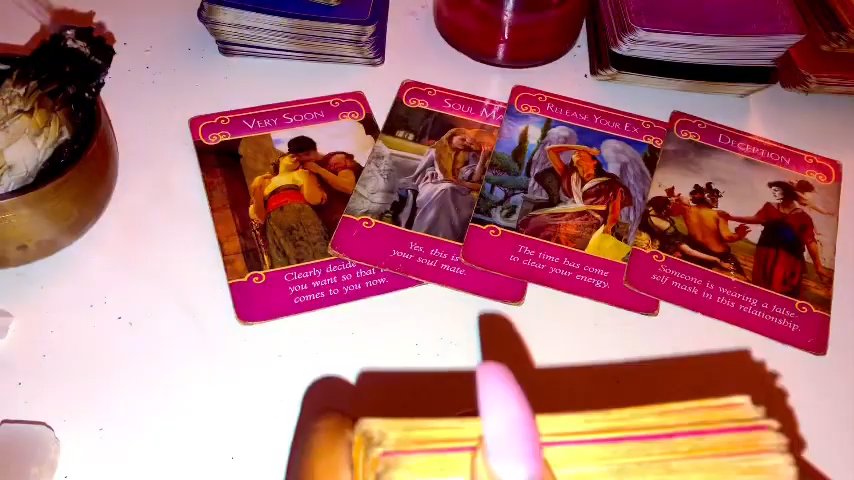 VERY SOON
Clearly decide
you want so that
comes to you now.
SOUL MA
Yes, this is
your soul mate.
RELEASE YOUR EX
The time has come
to clear your energy.
DECEPTION
Someone is wearing a false-
self mask in this relationship.